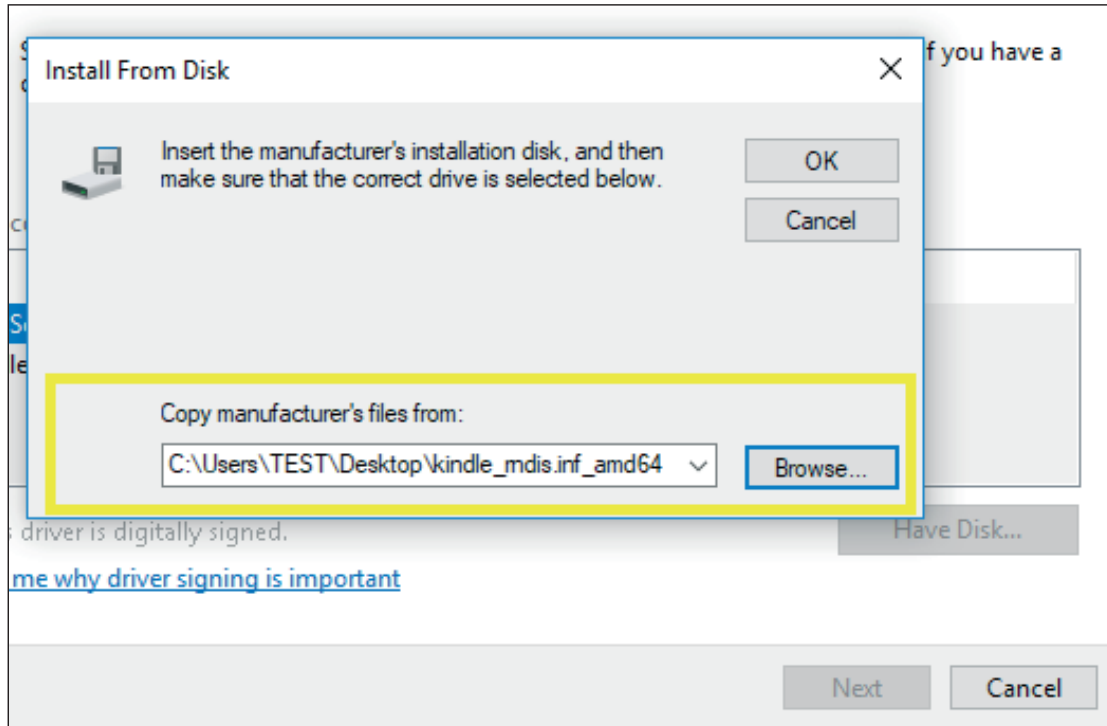 f you have a
Install From Disk
Insert the manufacturer's installation disk, and then
make sure that the correct drive is selected below.
OK
Cancel
Copy manufacturer's files from:
C:\Users\TEST\Desktop\kindle_rndis.inf_amd64
Browse...
driver is digitally signed.
Have Disk...
me why driver signing is important
Next
Cancel